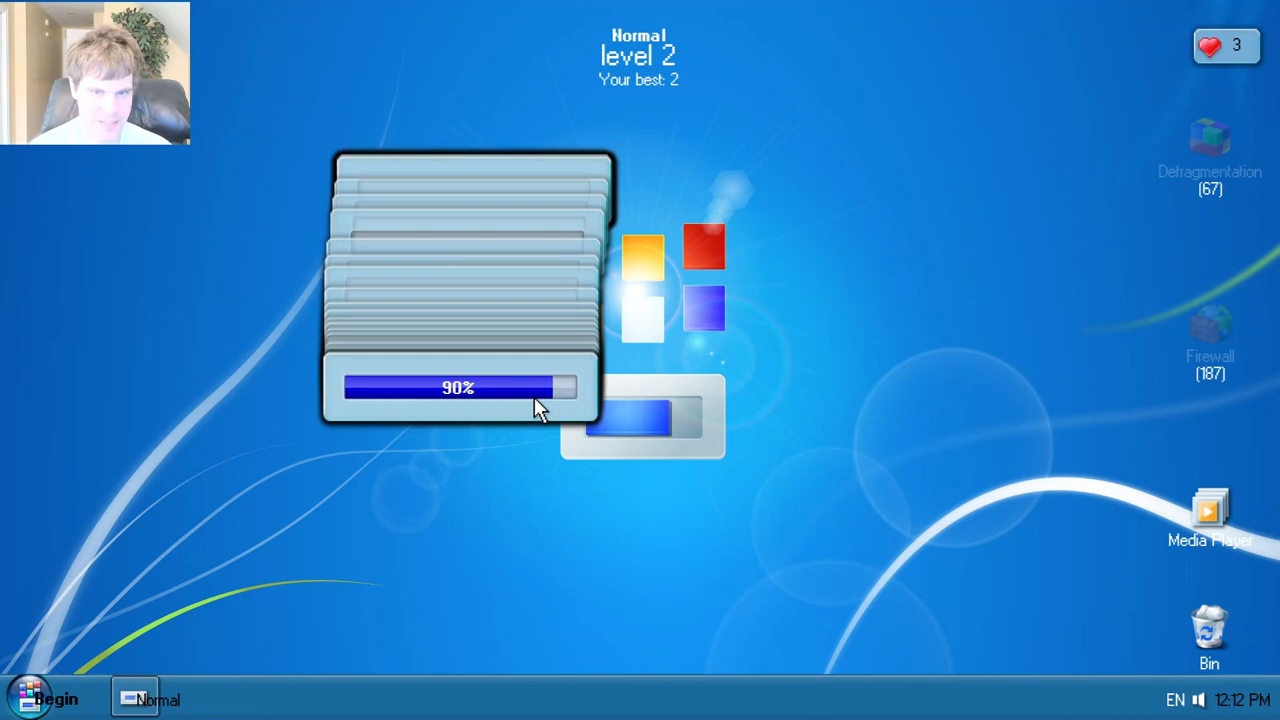 Normal
level 2
Your best: 2
3
Defragmentation
(67)
90%
Firewall
(187)
Media Player
Bin
Begin
Normal
EN
12:12 PM